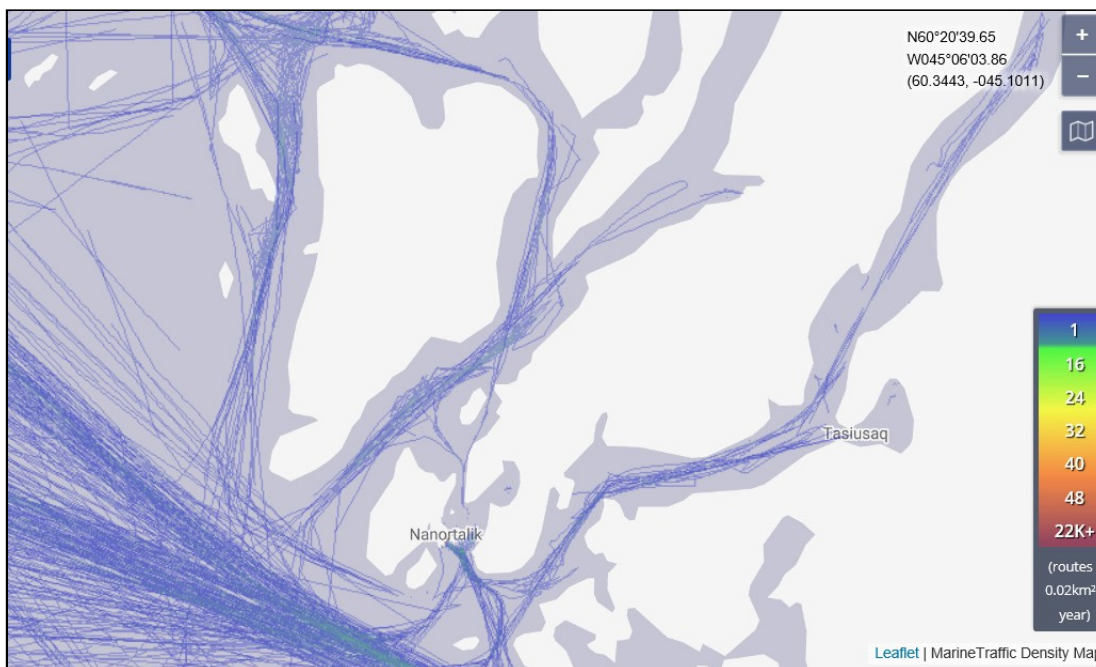 N60°20'39.65
W045°06'03.86
(60.3443, -045.1011)
+
−
Tasiusaq
Nanortalik
1
16
24
32
40
48
22K+
(routes
0.02km²
year)
Leaflet | MarineTraffic Density Map